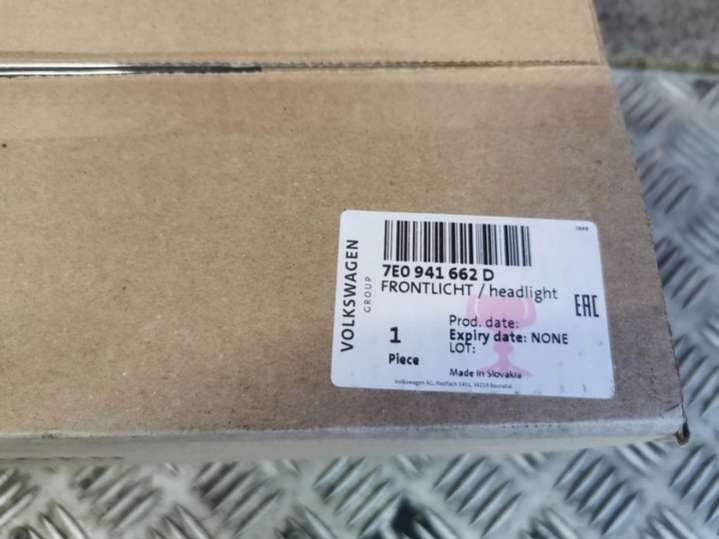 VOLKSWAGEN
GROUP
7E0 941 662 D
FRONTLICHT / headlight
EAC
1
Piece
Prod. date:
Expiry date: NONE
LOT:
Made in Slovakia